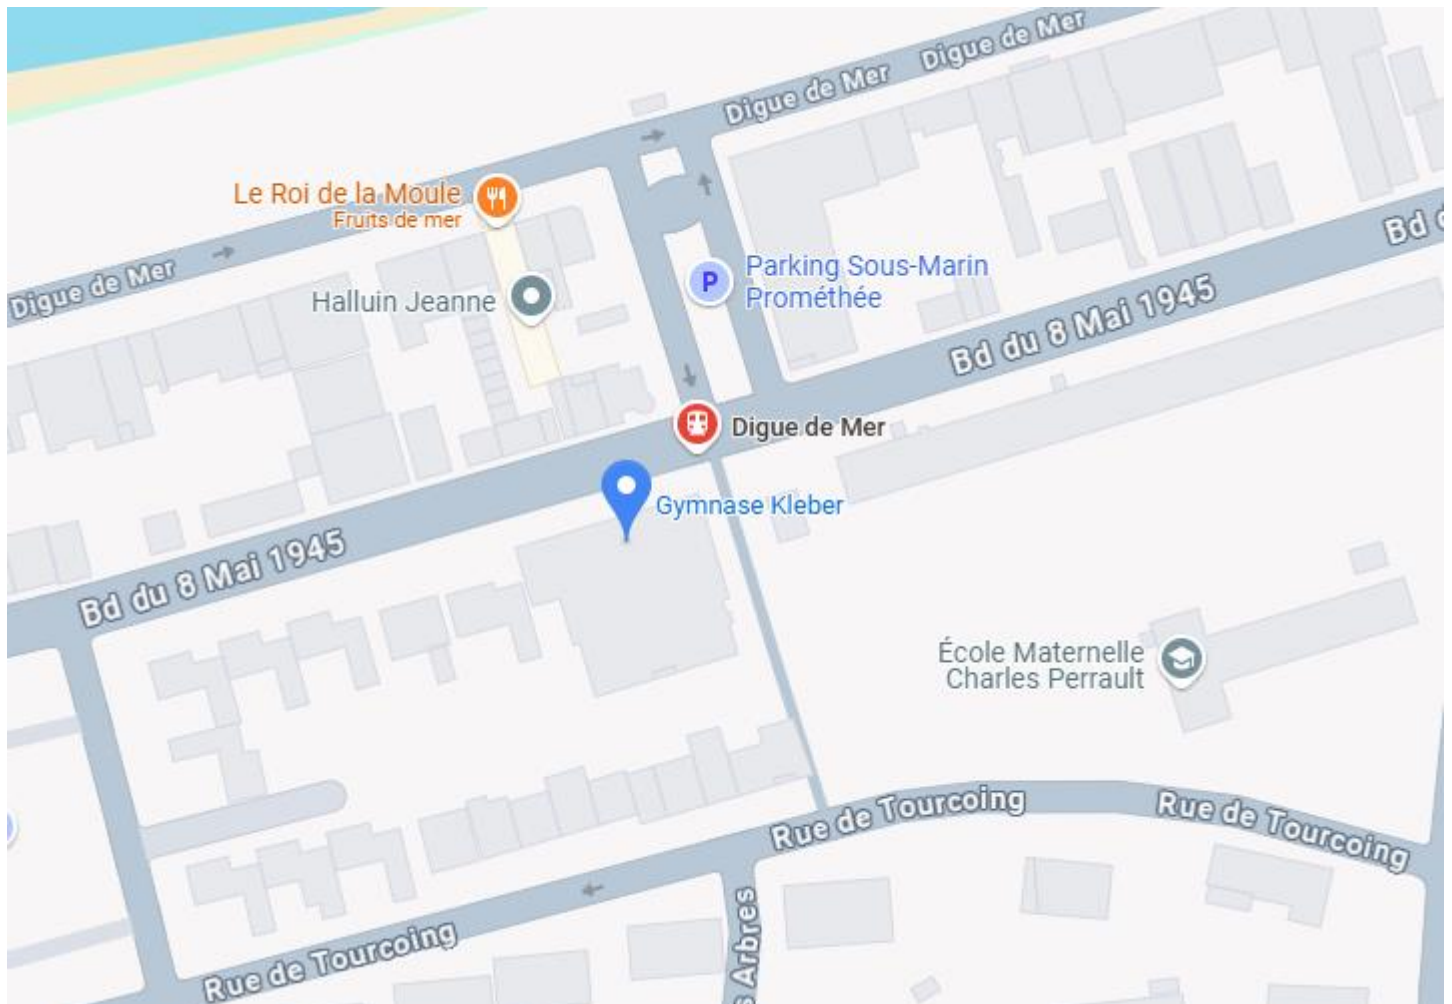 Digue de Mer
Digue de Mer
Le Roi de la Moule
Fruits de mer
Digue de Mer
Halluin Jeanne
P
Parking Sous-Marin
Prométhée
Bd d
Bd du 8 Mai 1945
Digue de Mer
Gymnase Kleber
Bd du 8 Mai 1945
École Maternelle
Charles Perrault
Rue de Tourcoing
Rue de Tourcoing
Rue de Tourcoing
s Arbres